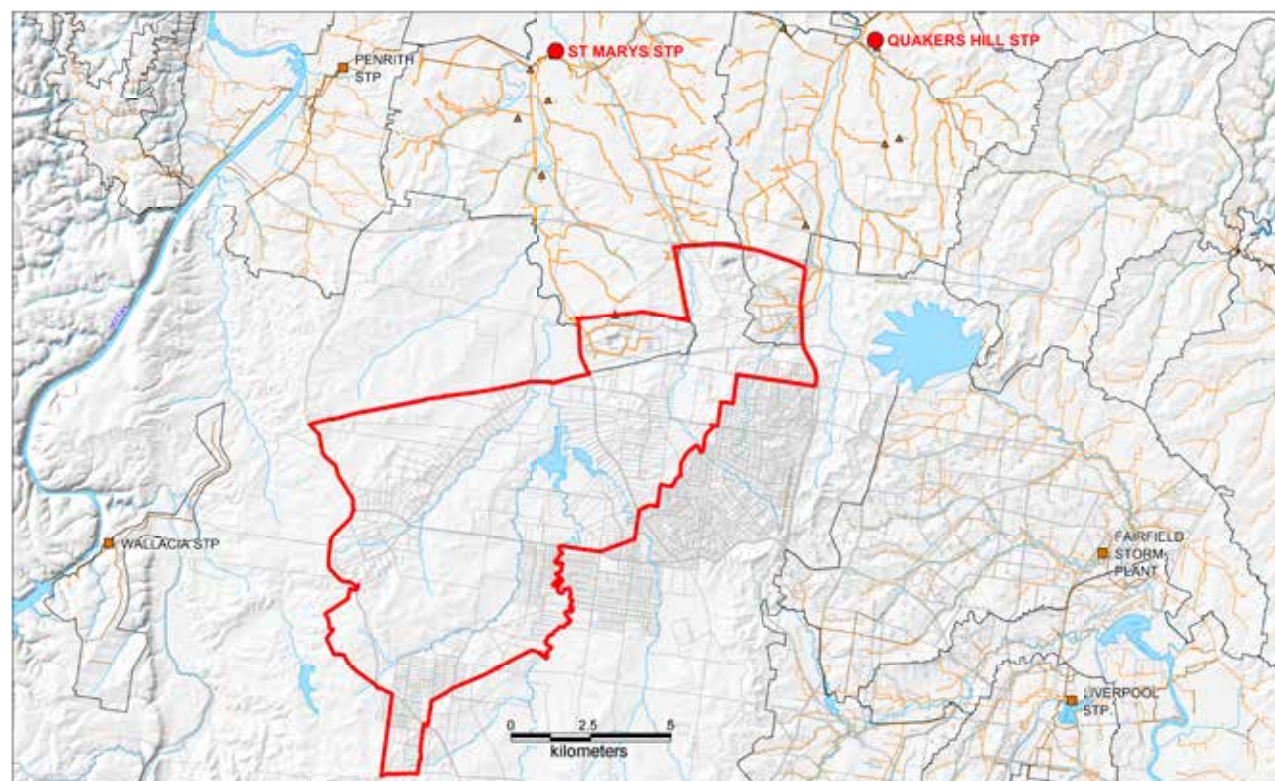 ST MARYS STP
QUAKERS HILL STP
PENRITH
STP
WALLACIA STP
FAIRFIELD
STORM
PLANT
LIVERPOOL
STP
0 2.5 5
kilometers